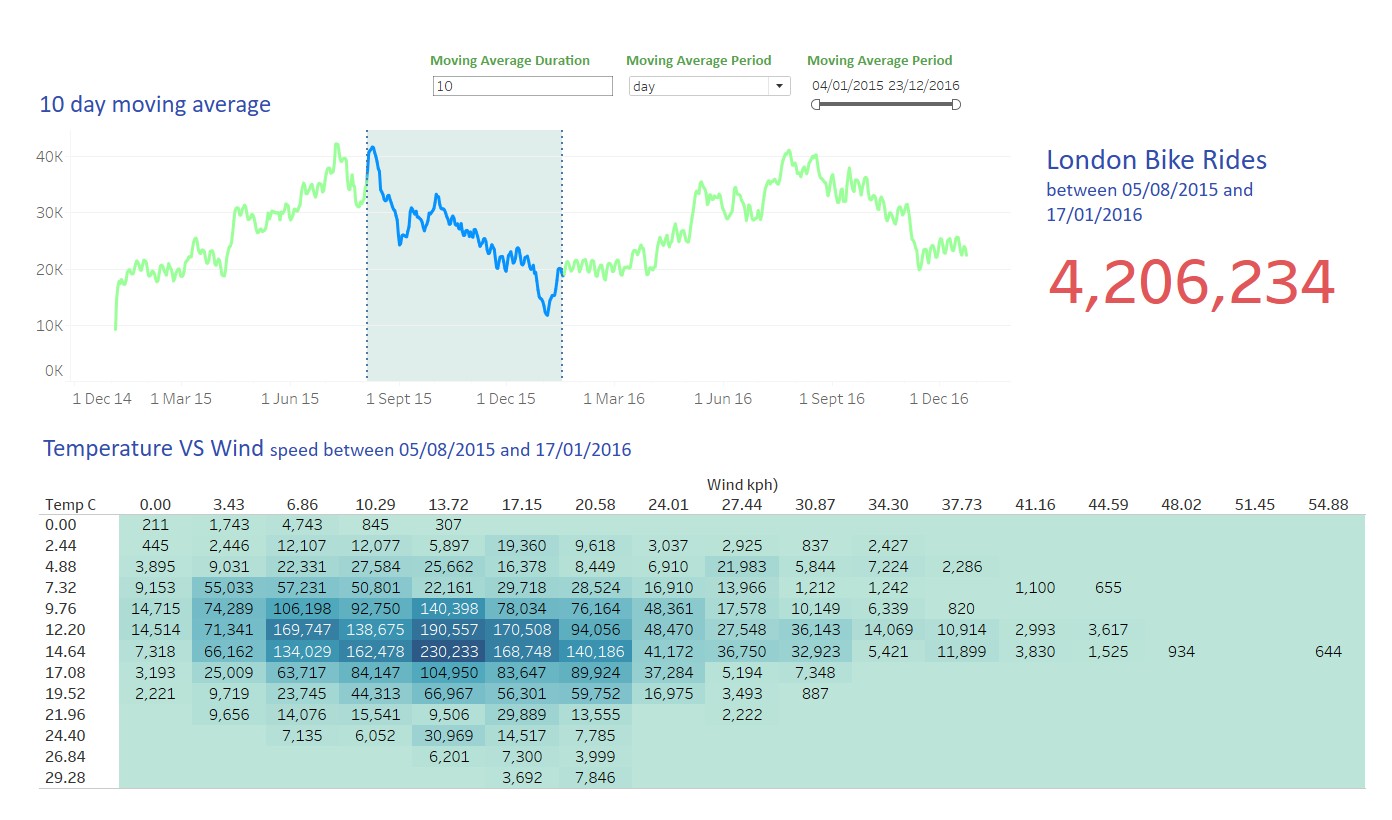 Moving Average Duration Moving Average Period Moving Average Period
10 day 04/01/2015 23/12/2016
10 day moving average
40K
30K
20K
10K
0K
1 Dec 14 1 Mar 15 1 Jun 15 1 Sept 15 1 Dec 15 1 Mar 16 1 Jun 16 1 Sept 16 1 Dec 16
London Bike Rides
between 05/08/2015 and
17/01/2016
4,206,234
Temperature VS Wind speed between 05/08/2015 and 17/01/2016
Wind kph)
Temp C 0.00 3.43 6.86 10.29 13.72 17.15 20.58 24.01 27.44 30.87 34.30 37.73 41.16 44.59 48.02 51.45 54.88
0.00 211 1,743 4,743 845 307
2.44 445 2,446 12,107 12,077 5,897 19,360 9,618 3,037 2,925 837 2,427
4.88 3,895 9,031 22,331 27,584 25,662 16,378 8,449 6,910 21,983 5,844 7,224 2,286
7.32 9,153 55,033 57,231 50,801 22,161 29,718 28,524 16,910 13,966 1,212 1,242 1,100 655
9.76 14,715 74,289 106,198 92,750 140,398 78,034 76,164 48,361 17,578 10,149 6,339 820
12.20 14,514 71,341 169,747 138,675 190,557 170,508 94,056 48,470 27,548 36,143 14,069 10,914 2,993 3,617
14.64 7,318 66,162 134,029 162,478 230,233 168,748 140,186 41,172 36,750 32,923 5,421 11,899 3,830 1,525 934 644
17.08 3,193 25,009 63,717 84,147 104,950 83,647 89,924 37,284 5,194 7,348
19.52 2,221 9,719 23,745 44,313 66,967 56,301 59,752 16,975 3,493 887
21.96 9,656 14,076 15,541 9,506 29,889 13,555 2,222
24.40 7,135 6,052 30,969 14,517 7,785
26.84 6,201 7,300 3,999
29.28 3,692 7,846